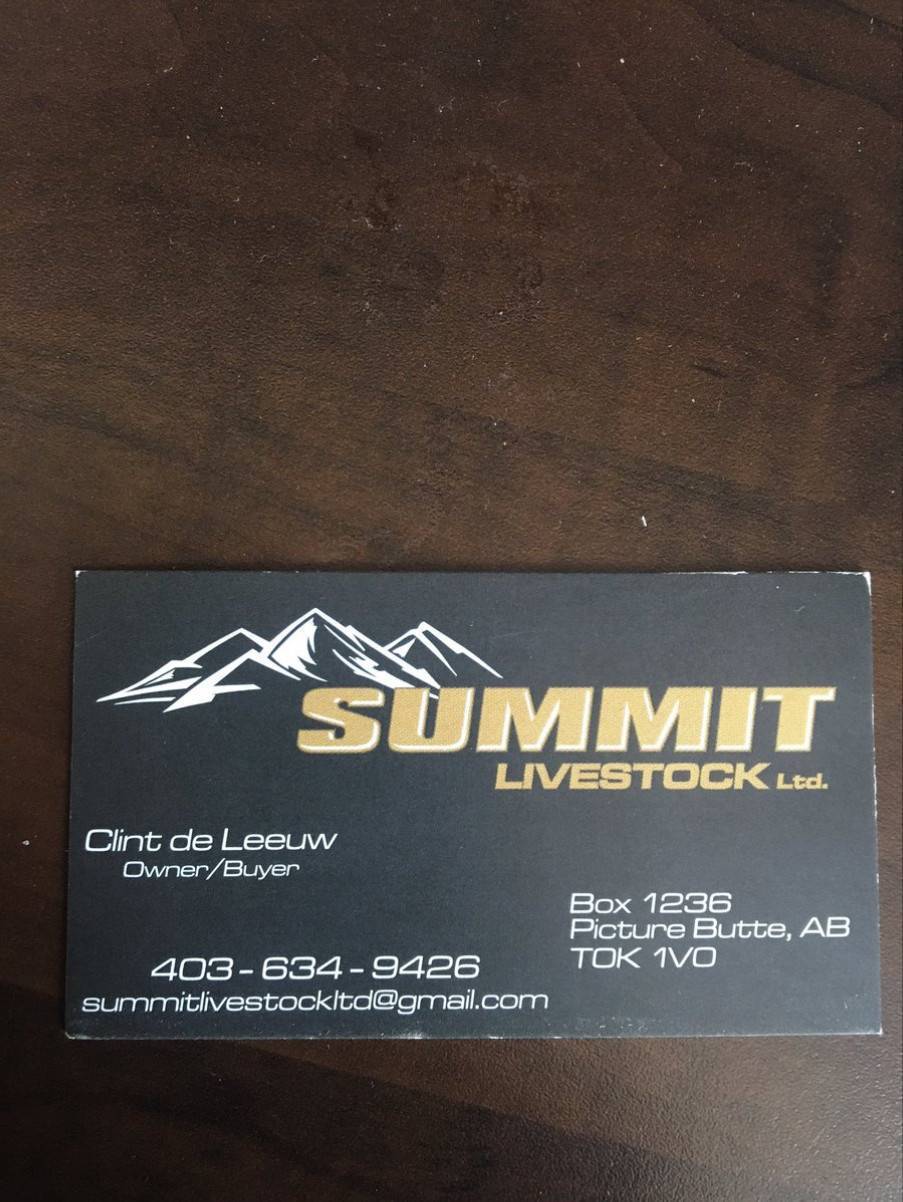 SUMMIT
LIVESTOCK Ltd.
Clint de Leeuw
Owner/Buyer
Box 1236
Picture Butte, AB
T0K 1V0
403-634-9426
summitlivestockltd@gmail.com